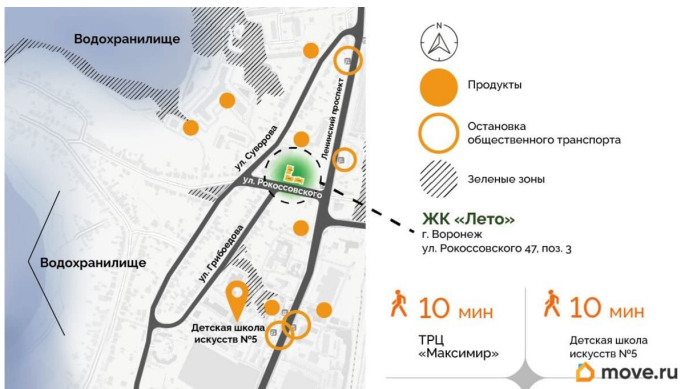 Водохранилище
ул. Суворова
Ленинский проспект
ул. Рокоссовского
ул. Грибоедова
Водохранилище
Детская школа
искусств №5
N
Продукты
Остановка
общественного транспорта
Зеленые зоны
ЖК «Лето»
г. Воронеж
ул. Рокоссовского 47, поз. 3
10 мин
ТРЦ
«Максимир»
10 мин
Детская школа
искусств №5
move.ru